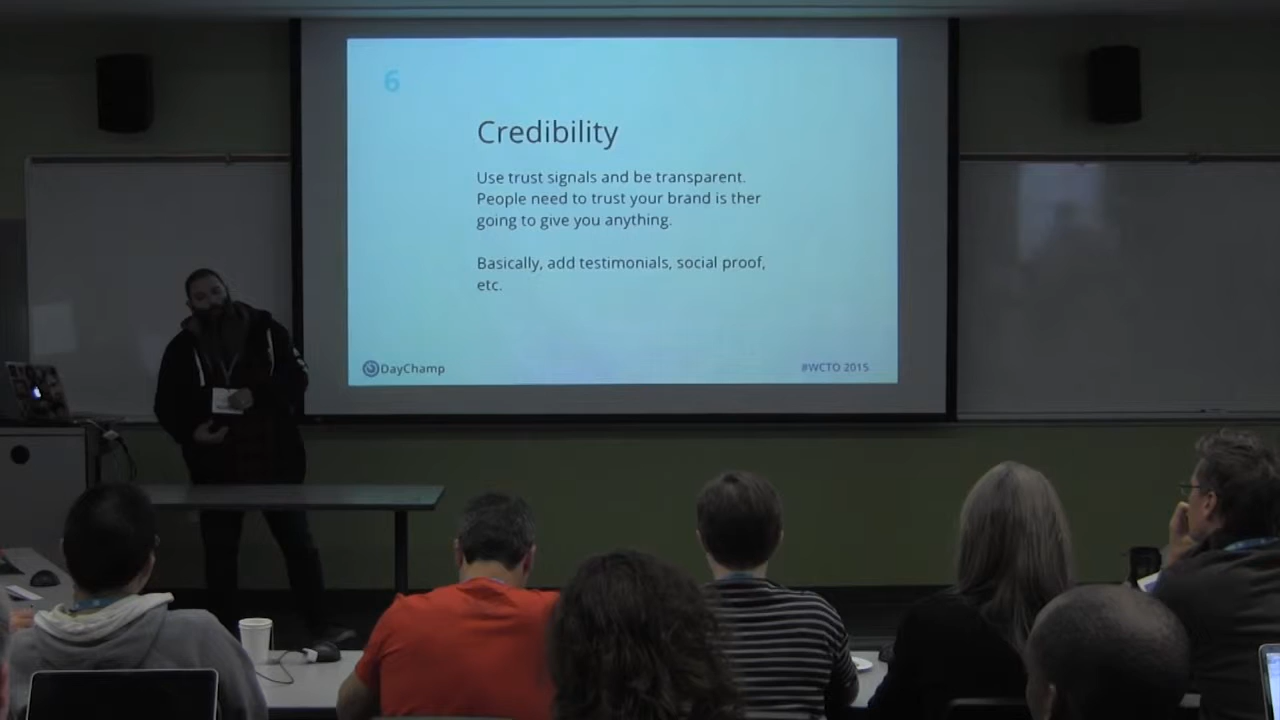 6
Credibility
Use trust signals and be transparent.
People need to trust your brand is ther
going to give you anything.
Basically, add testimonials, social proof,
etc.
DayChamp
#WCTO 2015